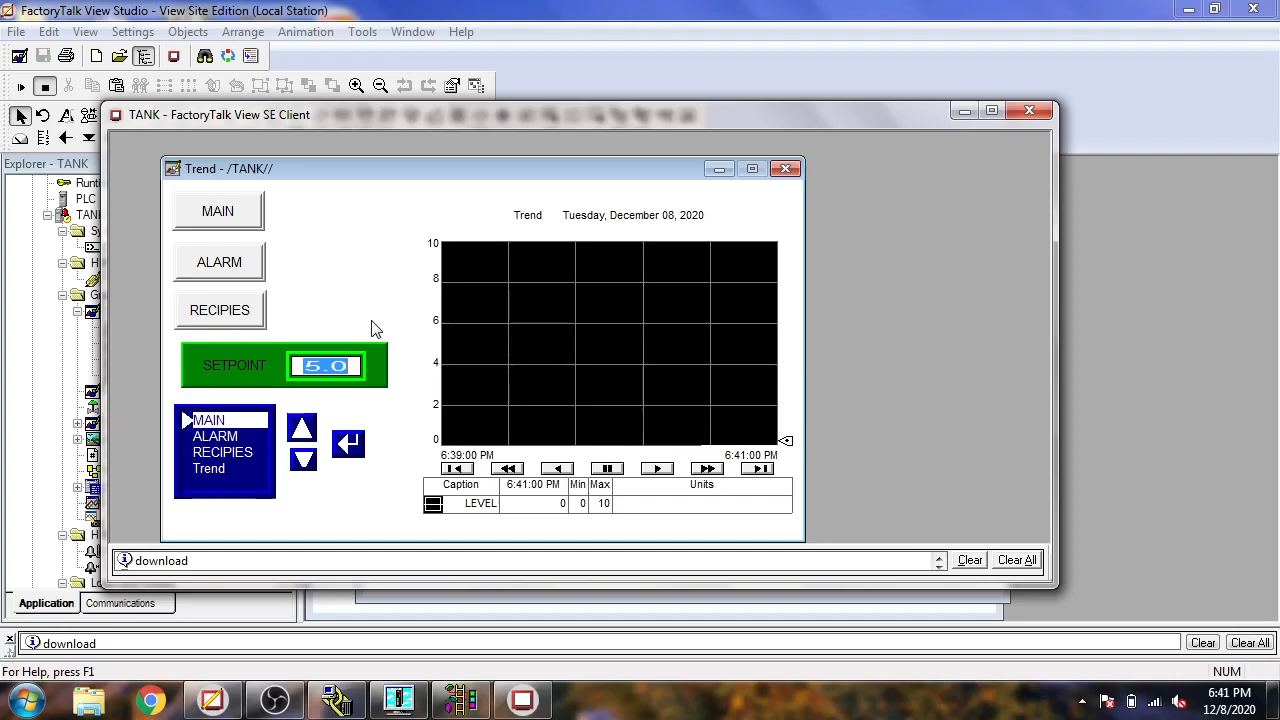 FactoryTalk View Studio - View Site Edition (Local Station)
File Edit View Settings Objects Arrange Animation Tools Window Help
TANK - FactoryTalk View SE Client
Explorer - TANK
Trend - /TANK//
MAIN
ALARM
RECIPIES
SETPOINT 5.0
MAIN
ALARM
RECIPIES
Trend
Trend Tuesday, December 08, 2020
10
8
6
4
2
0
6:39:00 PM 6:41:00 PM
Caption 6:41:00 PM Min Max Units
LEVEL 0 0 10
download Clear Clear All
Application Communications
download Clear Clear All
For Help, press F1 NUM
6:41 PM
12/8/2020